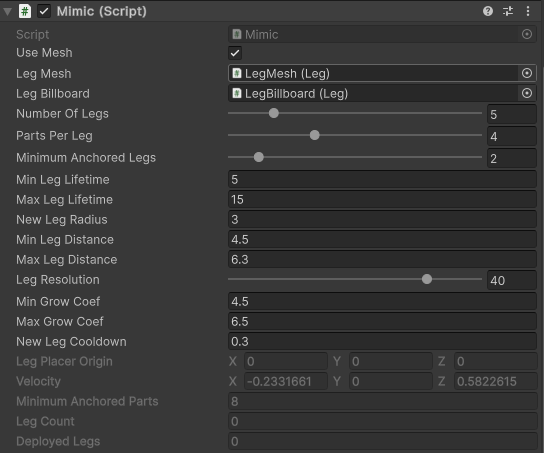 Mimic (Script)
Script Mimic
Use Mesh
Leg Mesh LegMesh (Leg)
Leg Billboard LegBillboard (Leg)
Number Of Legs 5
Parts Per Leg 4
Minimum Anchored Legs 2
Min Leg Lifetime 5
Max Leg Lifetime 15
New Leg Radius 3
Min Leg Distance 4.5
Max Leg Distance 6.3
Leg Resolution 40
Min Grow Coef 4.5
Max Grow Coef 6.5
New Leg Cooldown 0.3
Leg Placer Origin X 0 Y 0 Z 0
Velocity X -0.2331661 Y 0 Z 0.5822615
Minimum Anchored Parts 8
Leg Count 0
Deployed Legs 0